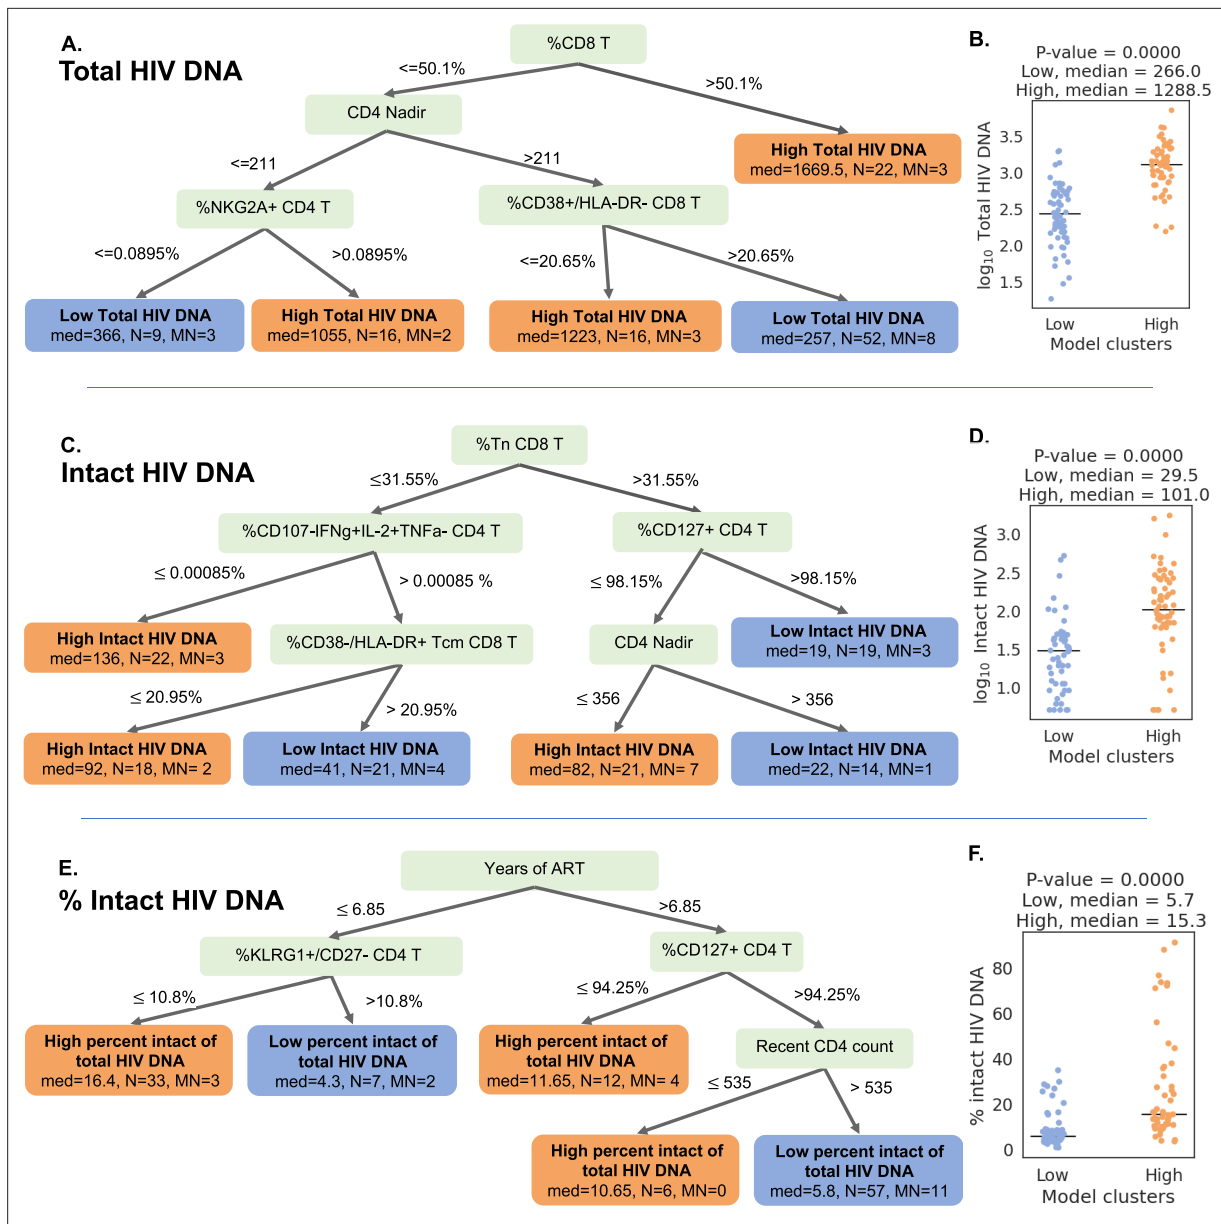 A.
Total HIV DNA
%CD8 T
<=50.1%
>50.1%
CD4 Nadir
High Total HIV DNA
med=1669.5, N=22, MN=3
<=211
>211
%NKG2A+ CD4 T
%CD38+/HLA-DR- CD8 T
<=0.0895%
>0.0895%
<=20.65%
>20.65%
Low Total HIV DNA
med=366, N=9, MN=3
High Total HIV DNA
med=1055, N=16, MN=2
High Total HIV DNA
med=1223, N=16, MN=3
Low Total HIV DNA
med=257, N=52, MN=8
B.
P-value = 0.0000
Low, median = 266.0
High, median = 1288.5
log10 Total HIV DNA
3.5
3.0
2.5
2.0
1.5
Low
High
Model clusters
C.
Intact HIV DNA
%Tn CD8 T
≤31.55%
>31.55%
%CD107-IFNg+IL-2+TNFa- CD4 T
%CD127+ CD4 T
≤ 0.00085%
> 0.00085 %
≤ 98.15%
>98.15%
High Intact HIV DNA
med=136, N=22, MN=3
%CD38-/HLA-DR+ Tcm CD8 T
CD4 Nadir
Low Intact HIV DNA
med=19, N=19, MN=3
≤ 20.95%
> 20.95%
≤ 356
> 356
High Intact HIV DNA
med=92, N=18, MN= 2
Low Intact HIV DNA
med=41, N=21, MN=4
High Intact HIV DNA
med=82, N=21, MN= 7
Low Intact HIV DNA
med=22, N=14, MN=1
D.
P-value = 0.0000
Low, median = 29.5
High, median = 101.0
log10 Intact HIV DNA
3.0
2.5
2.0
1.5
1.0
Low
High
Model clusters
E.
% Intact HIV DNA
Years of ART
≤ 6.85
>6.85
%KLRG1+/CD27- CD4 T
%CD127+ CD4 T
≤ 10.8%
>10.8%
≤ 94.25%
>94.25%
High percent intact of
total HIV DNA
med=16.4, N=33, MN=3
Low percent intact of
total HIV DNA
med=4.3, N=7, MN=2
High percent intact of
total HIV DNA
med=11.65, N=12, MN= 4
Recent CD4 count
≤ 535
> 535
High percent intact of
total HIV DNA
med=10.65, N=6, MN=0
Low percent intact of
total HIV DNA
med=5.8, N=57, MN=11
F.
P-value = 0.0000
Low, median = 5.7
High, median = 15.3
% intact HIV DNA
80
60
40
20
0
Low
High
Model clusters